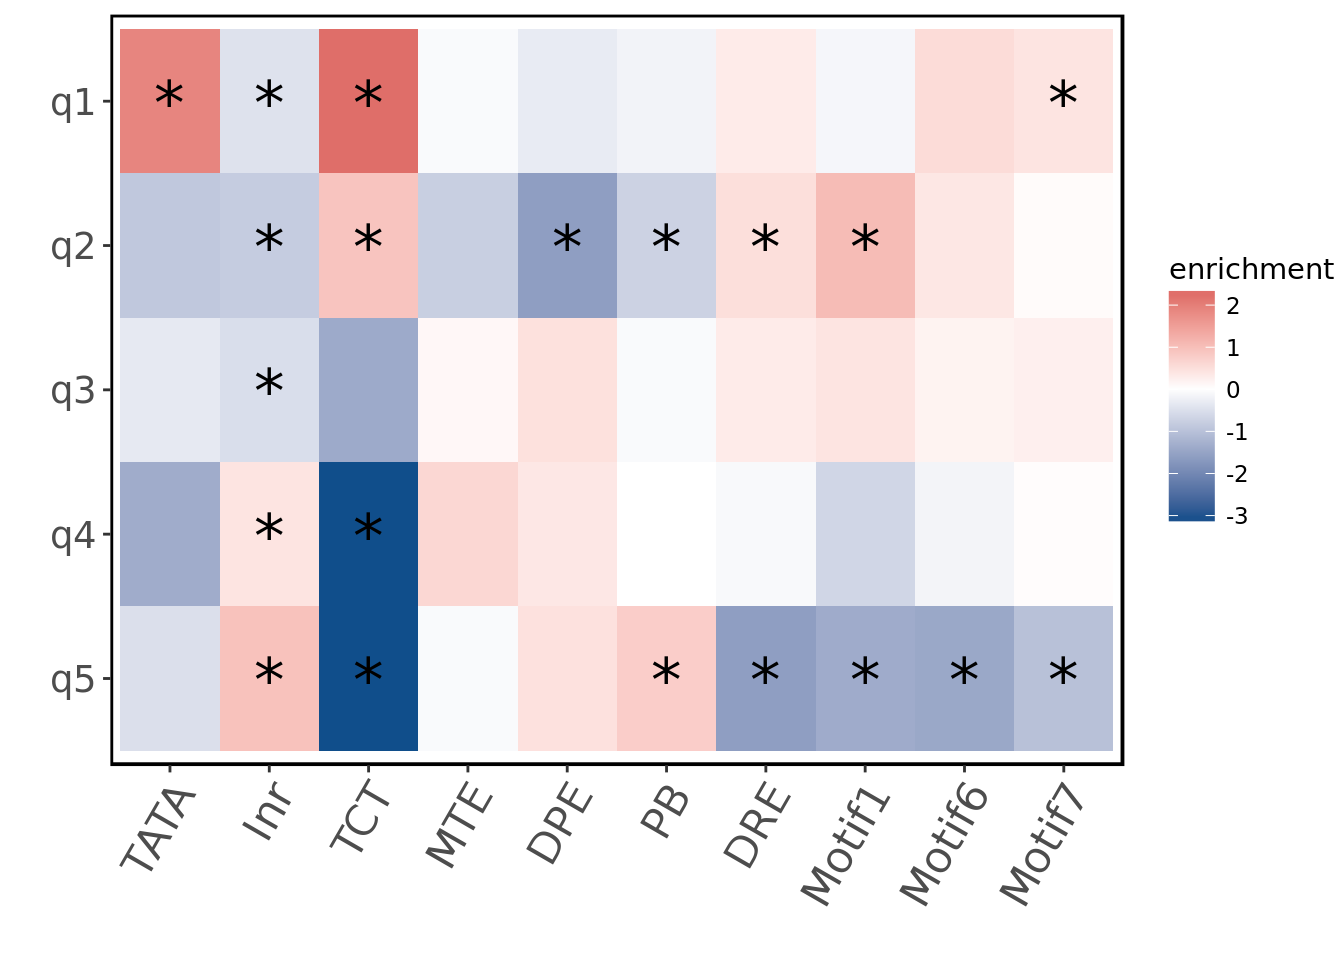 q1 * * * *
q2 * * * * * *
q3 *
q4 * *
q5 * * * * * * *
TATA Inr TCT MTE DPE PB DRE Motif1 Motif6 Motif7
enrichment
2
1
0
-1
-2
-3